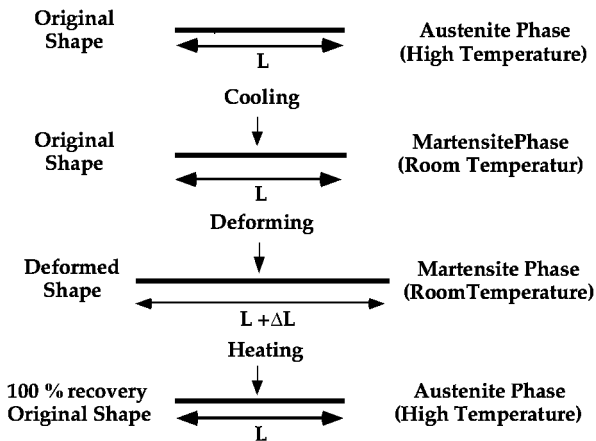 Original
Shape
L
Austenite Phase
(High Temperature)
Cooling
Original
Shape
L
MartensitePhase
(Room Temperatur)
Deforming
Deformed
Shape
L +ΔL
Martensite Phase
(RoomTemperature)
Heating
100 % recovery
Original Shape
L
Austenite Phase
(High Temperature)